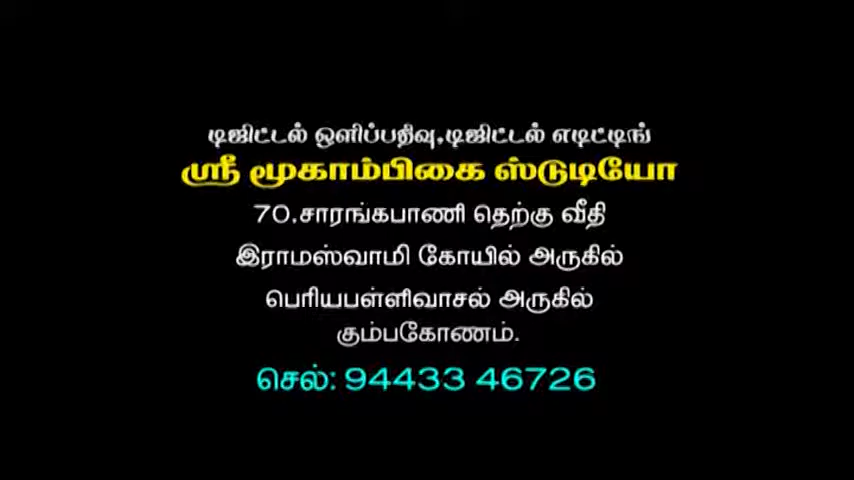 டிஜிட்டல் ஒளிப்பதிவு,டிஜிட்டல் எடிட்டிங்
ஸ்ரீ மூகாம்பிகை ஸ்டுடியோ
70,சாரங்கபாணி தெற்கு வீதி
இராமஸ்வாமி கோயில் அருகில்
பெரியபள்ளிவாசல் அருகில்
கும்பகோணம்.
செல்: 94433 46726